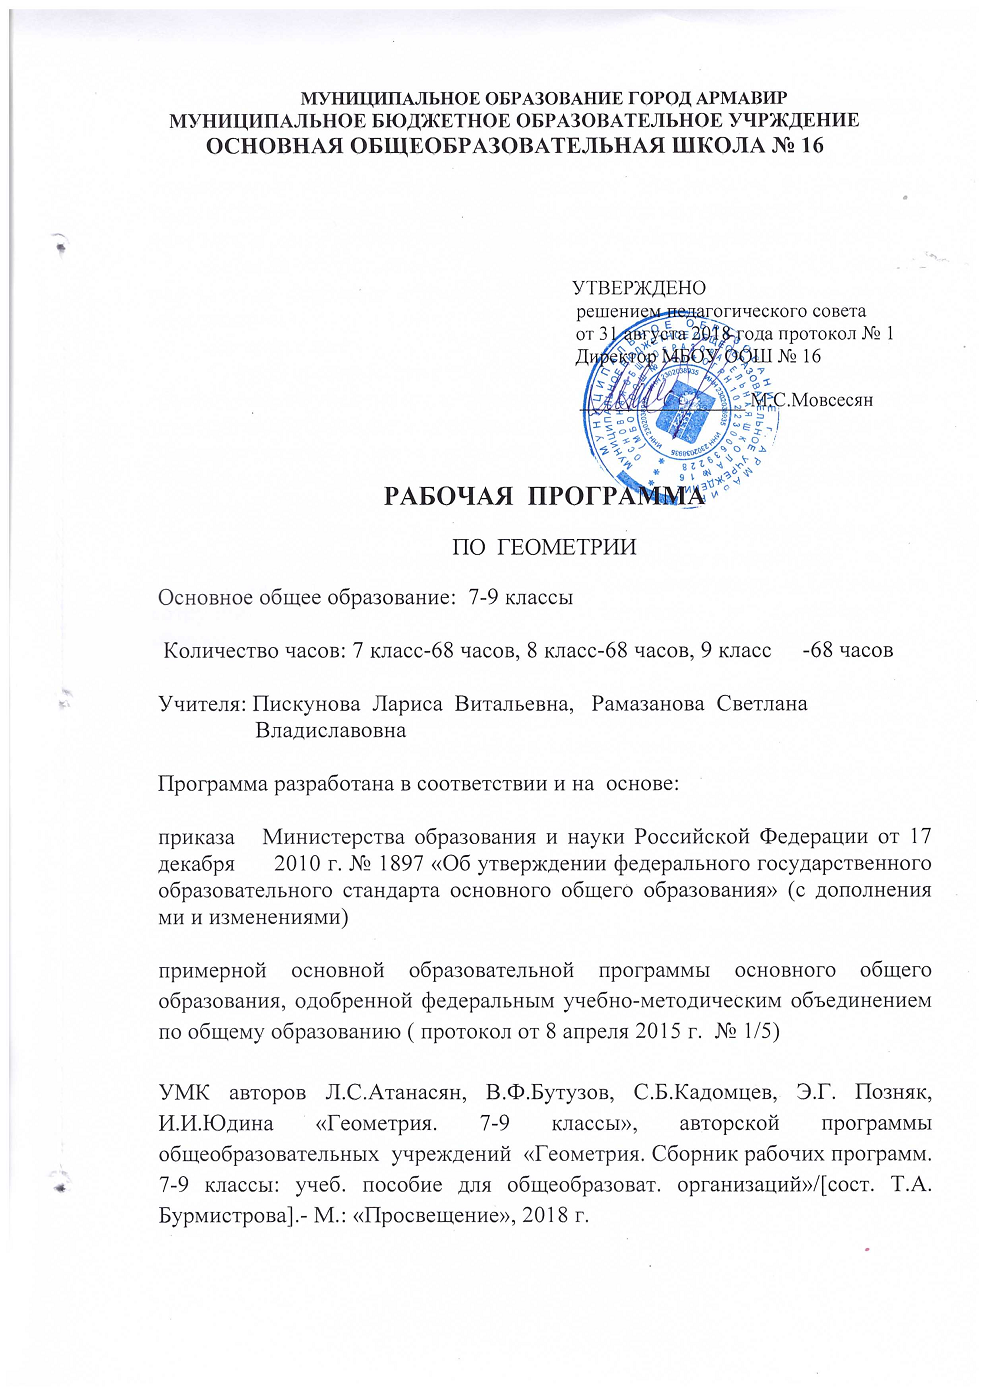 МУНИЦИПАЛЬНОЕ ОБРАЗОВАНИЕ ГОРОД АРМАВИР
МУНИЦИПАЛЬНОЕ БЮДЖЕТНОЕ ОБРАЗОВАТЕЛЬНОЕ УЧРЖДЕНИЕ
ОСНОВНАЯ ОБЩЕОБРАЗОВАТЕЛЬНАЯ ШКОЛА № 16
УТВЕРЖДЕНО
решением педагогического совета
от 31 августа 2018 года протокол № 1
Директор МБОУ ООШ № 16
М.С.Мовсесян
РАБОЧАЯ ПРОГРАММА
ПО ГЕОМЕТРИИ
Основное общее образование: 7-9 классы
Количество часов: 7 класс-68 часов, 8 класс-68 часов, 9 класс -68 часов
Учителя: Пискунова Лариса Витальевна, Рамазанова Светлана
Владиславовна
Программа разработана в соответствии и на основе:
приказа Министерства образования и науки Российской Федерации от 17
декабря 2010 г. № 1897 «Об утверждении федерального государственного
образовательного стандарта основного общего образования» (с дополнения
ми и изменениями)
примерной основной образовательной программы основного общего
образования, одобренной федеральным учебно-методическим объединением
по общему образованию ( протокол от 8 апреля 2015 г. № 1/5)
УМК авторов Л.С.Атанасян, В.Ф.Бутузов, С.Б.Кадомцев, Э.Г. Позняк,
И.И.Юдина «Геометрия. 7-9 классы», авторской программы
общеобразовательных учреждений «Геометрия. Сборник рабочих программ.
7-9 классы: учеб. пособие для общеобразоват. организаций»/[сост. Т.А.
Бурмистрова].- М.: «Просвещение», 2018 г.